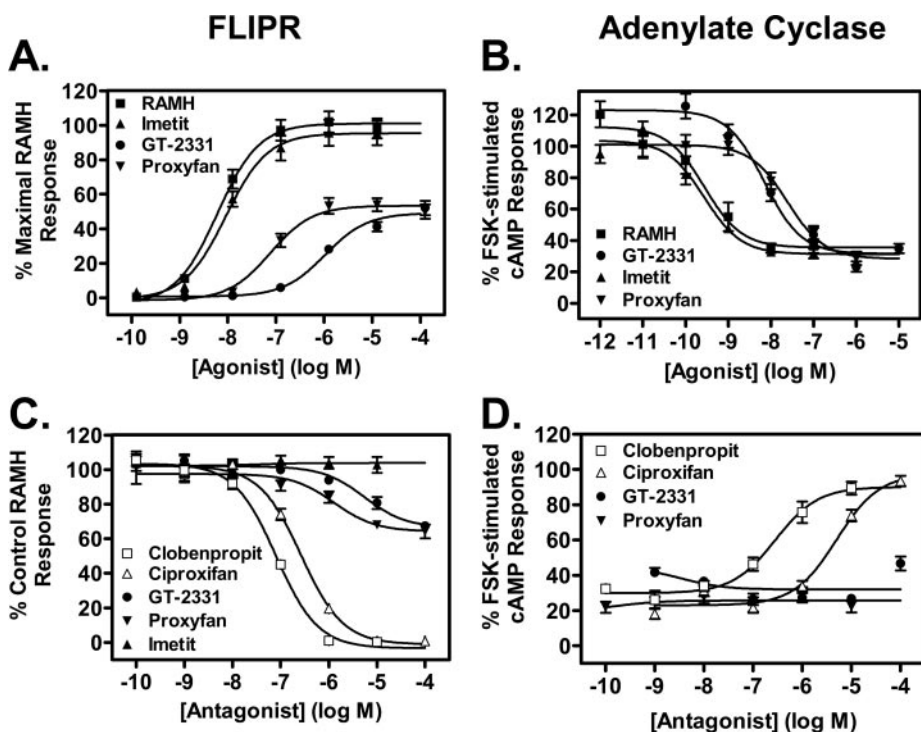 FLIPR
Adenylate Cyclase
A.
% Maximal RAMH
Response
120
100
80
60
40
20
0
RAMH
Imetit
GT-2331
Proxyfan
-10 -9 -8 -7 -6 -5 -4
[Agonist] (log M)
B.
% FSK-stimulated
cAMP Response
120
100
80
60
40
20
0
RAMH
GT-2331
Imetit
Proxyfan
-12 -11 -10 -9 -8 -7 -6 -5
[Agonist] (log M)
C.
% Control RAMH
Response
120
100
80
60
40
20
0
Clobenpropit
Ciproxifan
GT-2331
Proxyfan
Imetit
-10 -9 -8 -7 -6 -5 -4
[Antagonist] (log M)
D.
% FSK-stimulated
cAMP Response
120
100
80
60
40
20
0
Clobenpropit
Ciproxifan
GT-2331
Proxyfan
-10 -9 -8 -7 -6 -5 -4
[Antagonist] (log M)